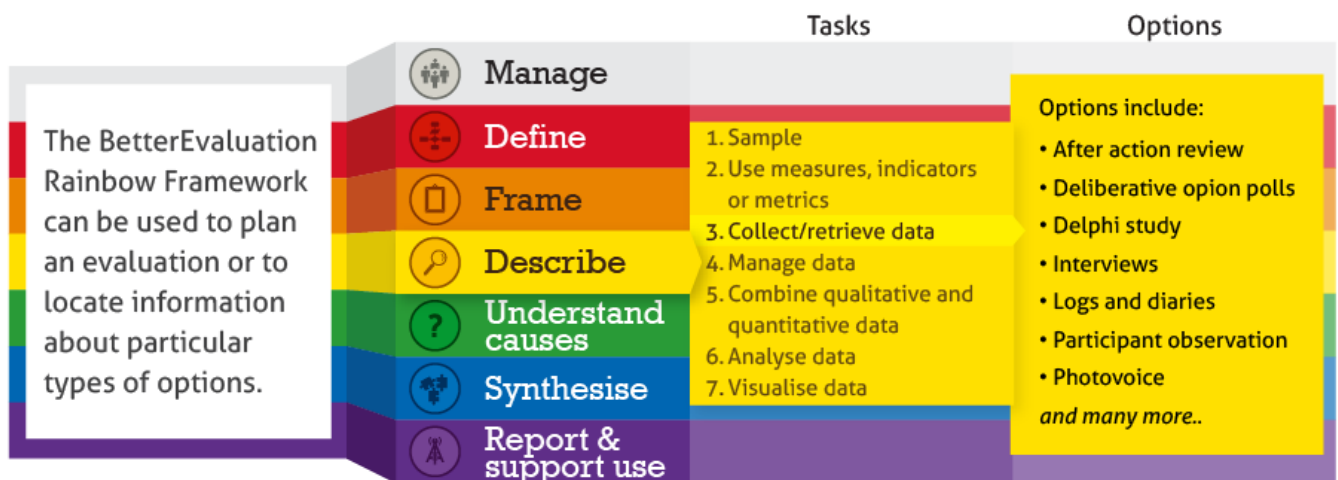 Tasks
Options
The BetterEvaluation
Rainbow Framework
can be used to plan
an evaluation or to
locate information
about particular
types of options.
Manage
Define
Frame
Describe
?
Understand
causes
Synthesise
Report &
support use
1. Sample
2. Use measures, indicators
or metrics
3. Collect/retrieve data
4. Manage data
5. Combine qualitative and
quantitative data
6. Analyse data
7. Visualise data
Options include:
• After action review
• Deliberative opion polls
• Delphi study
• Interviews
• Logs and diaries
• Participant observation
• Photovoice
and many more..